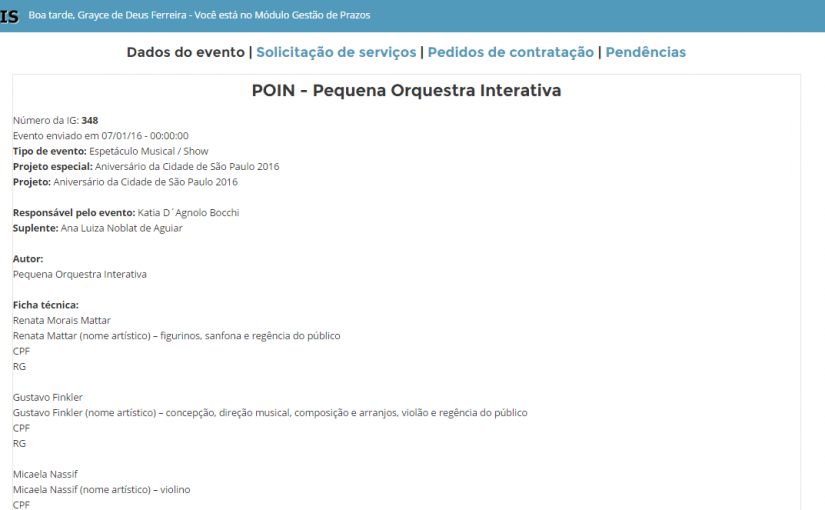 IS Boa tarde, Grayce de Deus Ferreira - Você está no Módulo Gestão de Prazos
Dados do evento | Solicitação de serviços | Pedidos de contratação | Pendências
POIN - Pequena Orquestra Interativa
Número da IG: 348
Evento enviado em 07/01/16 - 00:00:00
Tipo de evento: Espetáculo Musical / Show
Projeto especial: Aniversário da Cidade de São Paulo 2016
Projeto: Aniversário da Cidade de São Paulo 2016
Responsável pelo evento: Katia D´Agnolo Bocchi
Suplente: Ana Luiza Noblat de Aguiar
Autor:
Pequena Orquestra Interativa
Ficha técnica:
Renata Morais Mattar
Renata Mattar (nome artístico) – figurinos, sanfona e regência do público
CPF
RG
Gustavo Finkler
Gustavo Finkler (nome artístico) – concepção, direção musical, composição e arranjos, violão e regência do público
CPF
RG
Micaela Nassif
Micaela Nassif (nome artístico) – violino
CPF